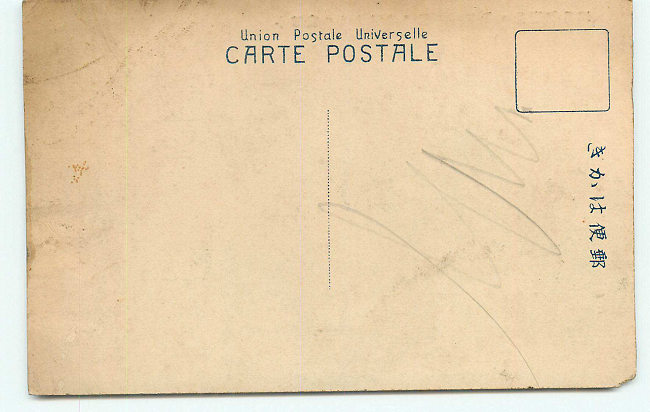 Union Postale Universelle
CARTE POSTALE
きかは便郵